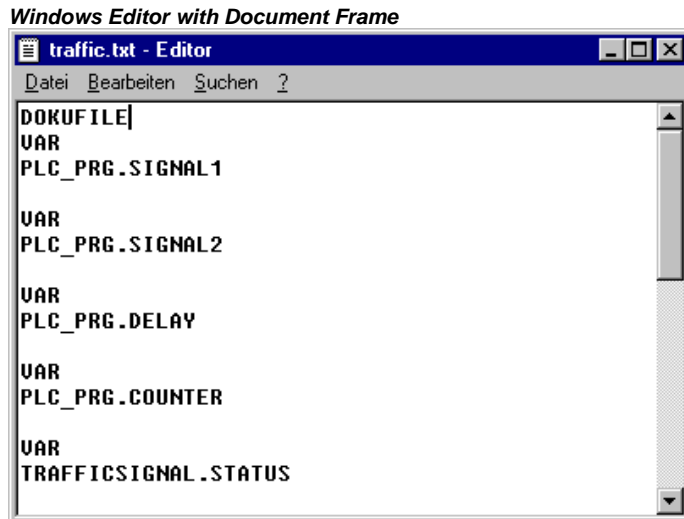 Windows Editor with Document Frame
traffic.txt - Editor
Datei Bearbeiten Suchen ?
DOKUFILE
VAR
PLC_PRG.SIGNAL1
VAR
PLC_PRG.SIGNAL2
VAR
PLC_PRG.DELAY
VAR
PLC_PRG.COUNTER
VAR
TRAFFICSIGNAL.STATUS